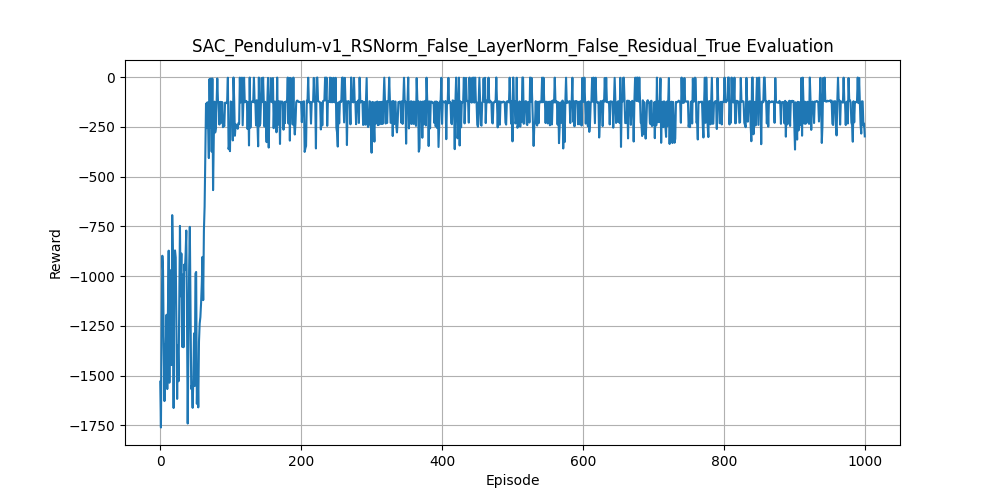 SAC_Pendulum-v1_RSNorm_False_LayerNorm_False_Residual_True Evaluation
0
−250
−500
−750
−1000
−1250
−1500
−1750
Reward
0 200 400 600 800 1000
Episode